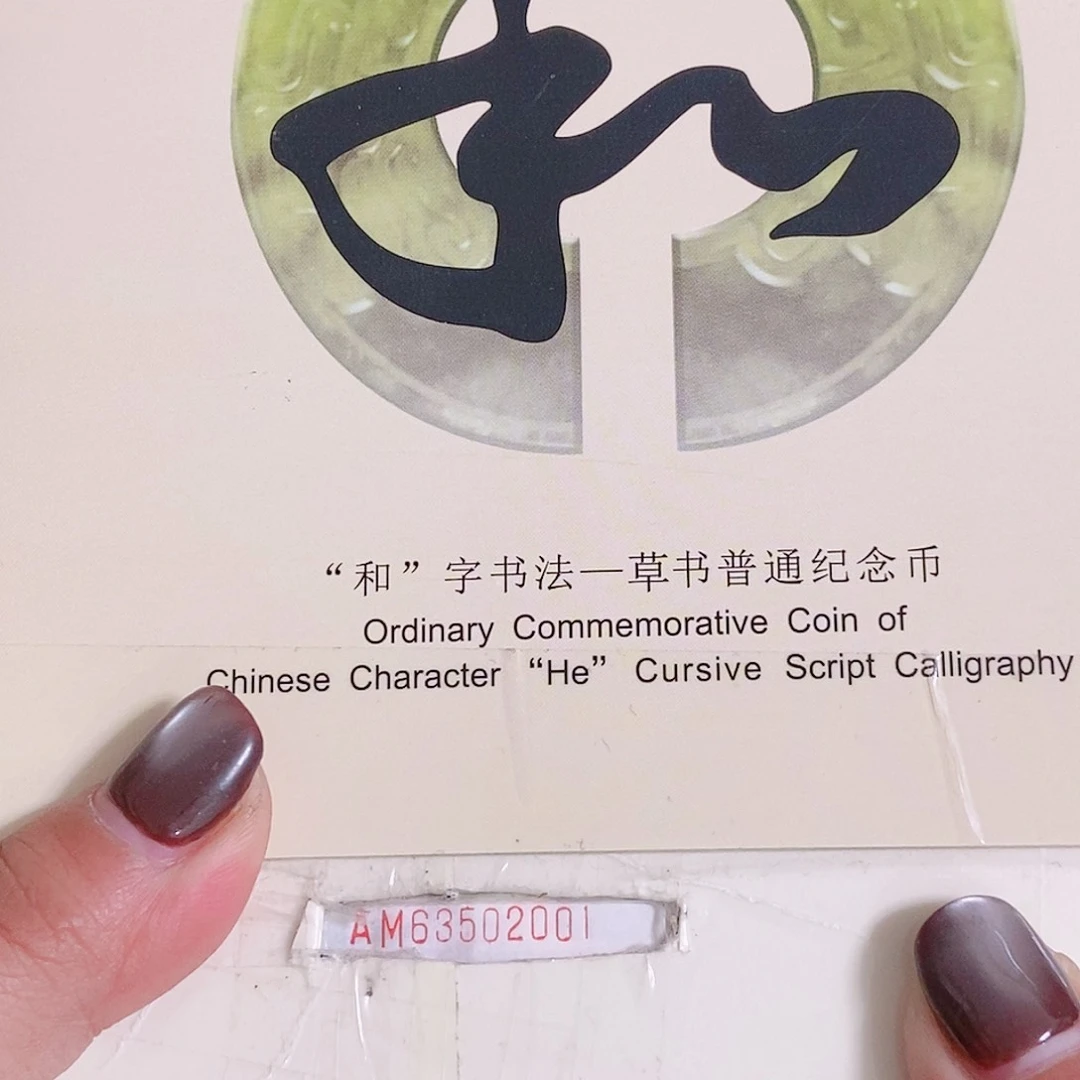 和
“和”字书法—草书普通纪念币
Ordinary Commemorative Coin of
Chinese Character “He” Cursive Script Calligraphy
AM63502001